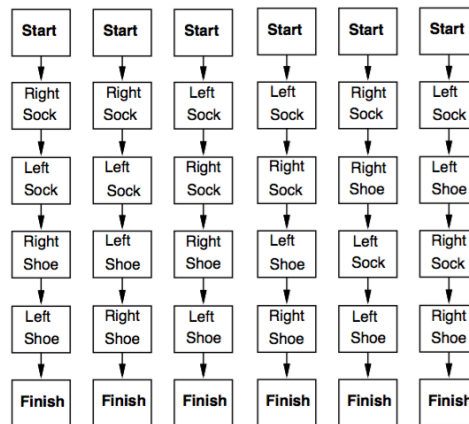 Start Start Start Start Start Start
Right Right Left Left Right Left
Sock Sock Sock Sock Sock Sock
Left Left Right Right Right Left
Sock Sock Sock Sock Shoe Shoe
Right Left Right Left Left Right
Shoe Shoe Shoe Shoe Sock Sock
Left Right Left Right Left Right
Shoe Shoe Shoe Shoe Shoe Shoe
Finish Finish Finish Finish Finish Finish